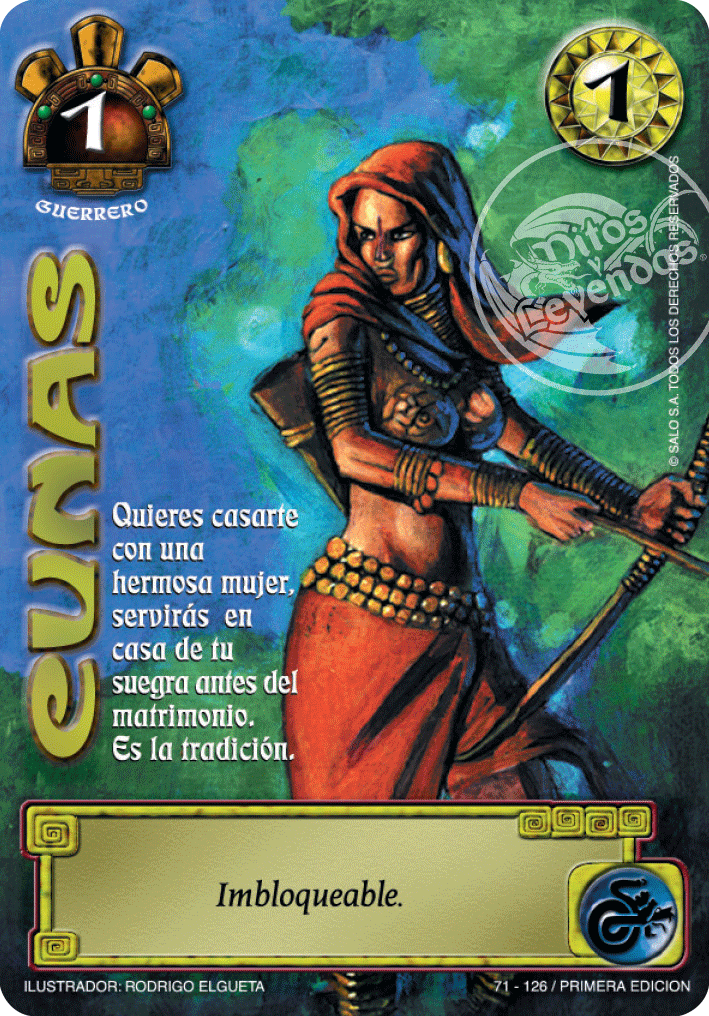 1
1
GUERRERO
Mitos
y
Leyendas
®
© SALO S.A. TODOS LOS DERECHOS RESERVADOS
CUNAS
Quieres casarte
con una
hermosa mujer,
servirás en
casa de tu
suegra antes del
matrimonio.
Es la tradición.
Imbloqueable.
ILUSTRADOR: RODRIGO ELGUETA
71 - 126 / PRIMERA EDICION